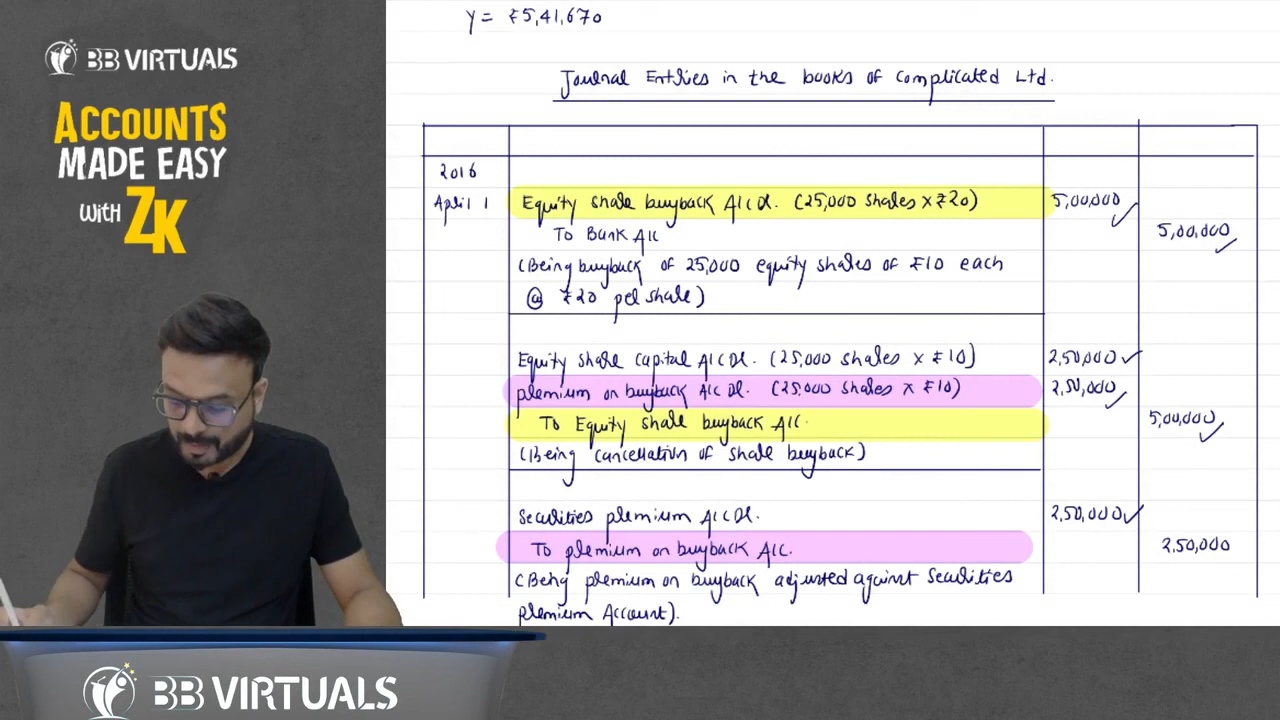 BB VIRTUALS
ACCOUNTS
MADE EASY
WITH ZK
Y = ₹5,41,670
Journal Entries in the books of Complicated Ltd.
2016
April 1 Equity share buyback A/c Dr. (25,000 shares × ₹20) 5,00,000
To Bank A/c 5,00,000
(Being buyback of 25,000 equity shares of ₹10 each
@ ₹20 per share)
Equity share capital A/c Dr. (25,000 shares × ₹10) 2,50,000
premium on buyback A/c Dr. (25,000 shares × ₹10) 2,50,000
To Equity share buyback A/c. 5,00,000
(Being cancellation of share buyback)
Securities premium A/c Dr. 2,50,000
To premium on buyback A/c. 2,50,000
(Being premium on buyback adjusted against Securities
premium Account).
BB VIRTUALS